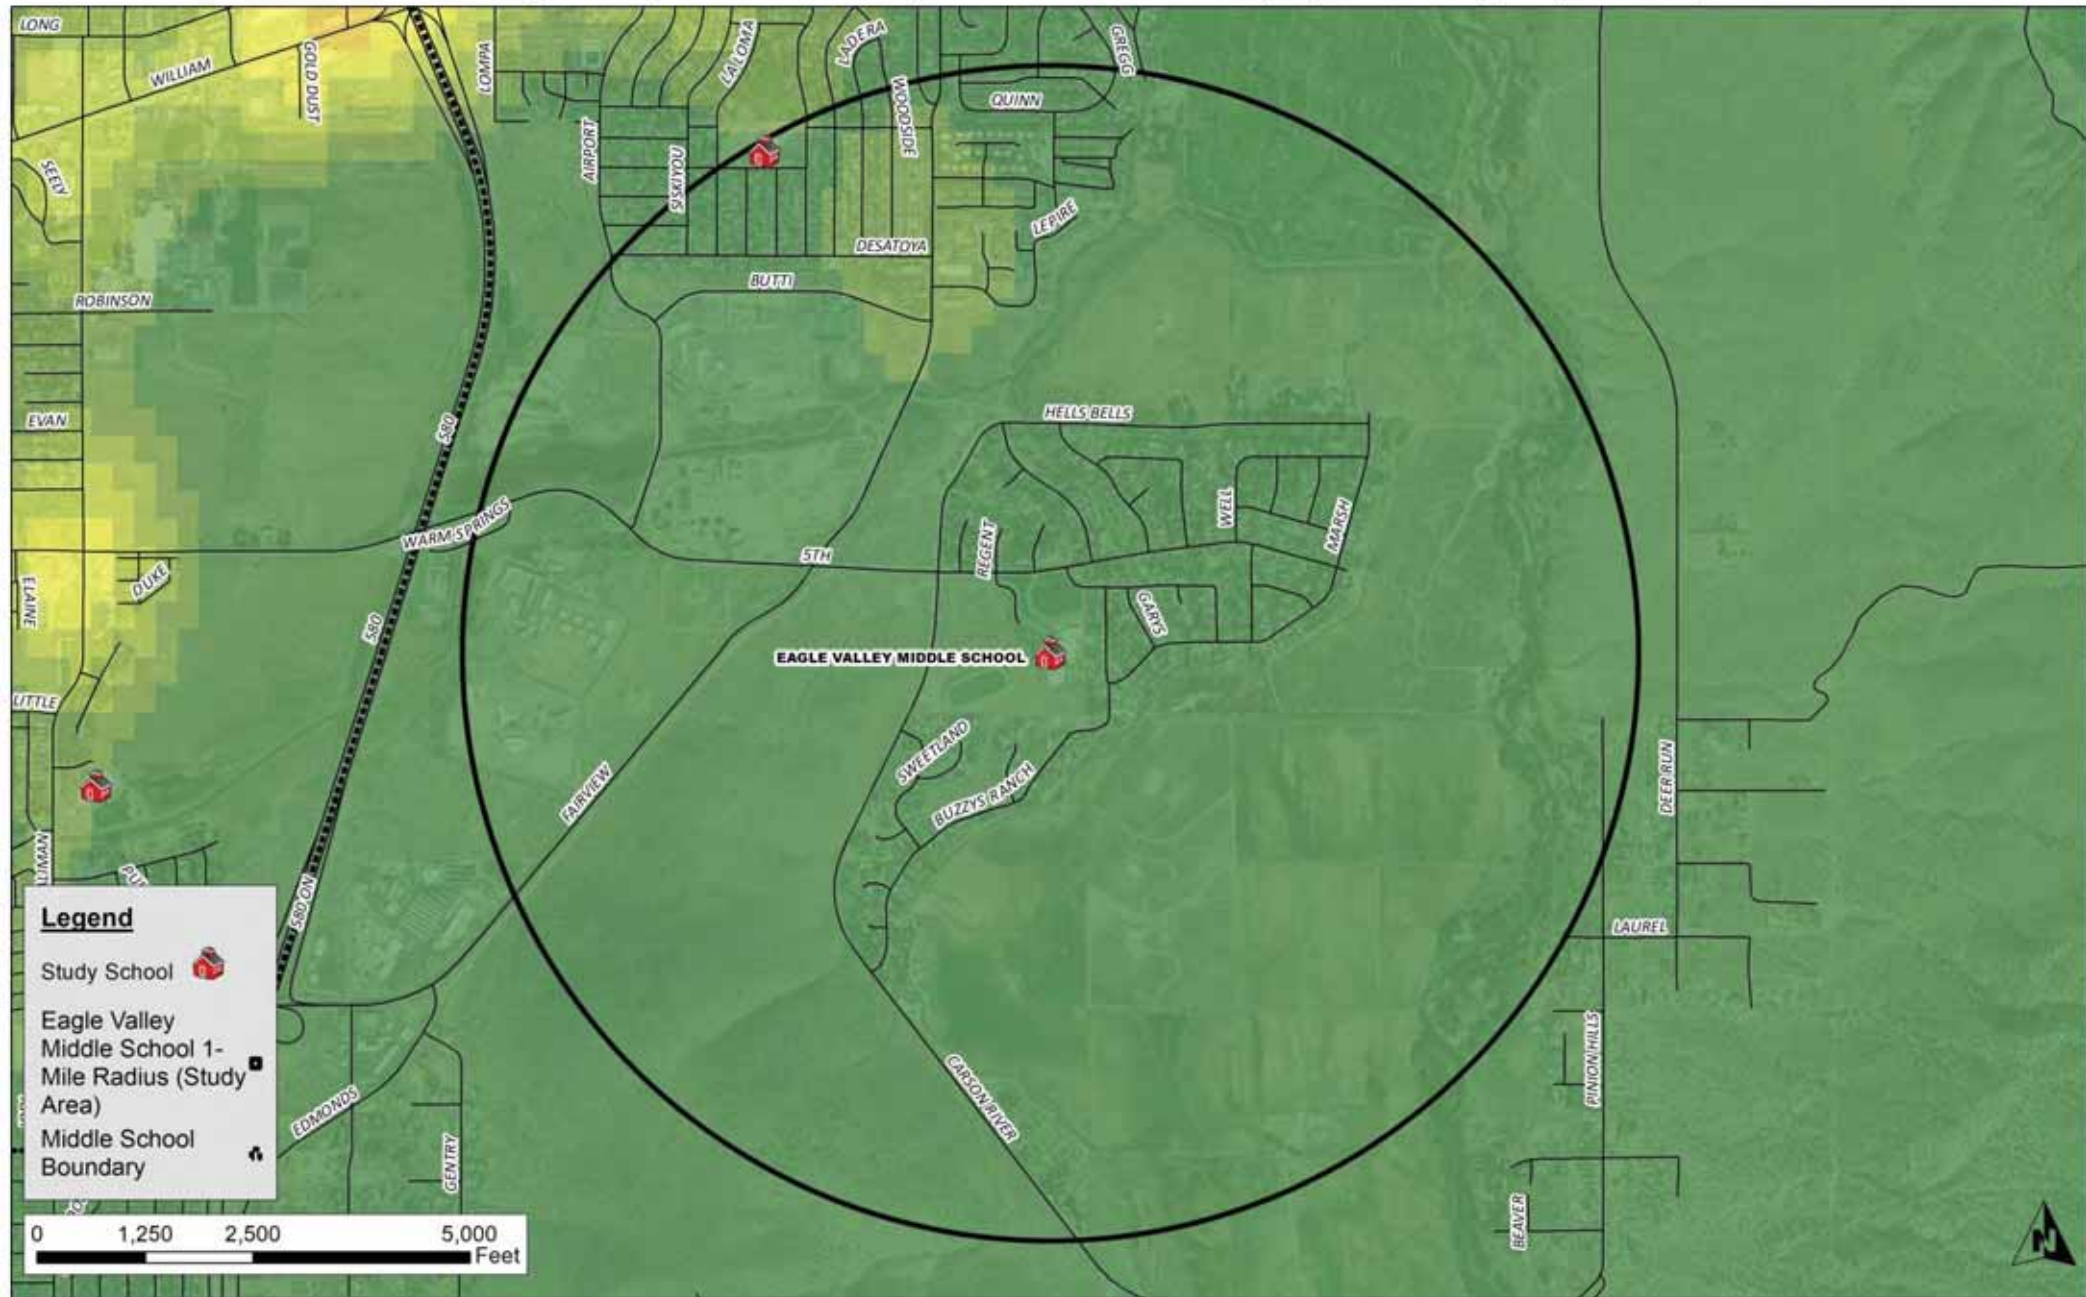 LONG
WILLIAM
GOLD DUST
LOMPA
LA LOMA
LADERA
GREGG
QUINN
WOODSIDE
AIRPORT
SISKIYOU
SEELY
LEPIRE
DESATOYA
BUTTI
ROBINSON
HELLS BELLS
EVAN
580
WARM SPRINGS
WELL
MARSH
5TH
REGENT
DUKE
ELAINE
GARYS
580
EAGLE VALLEY MIDDLE SCHOOL
LITTLE
SWEETLAND
DEER RUN
FAIRVIEW
BUZZYS RANCH
580 ON
LAUREL
PINION HILLS
CARSON RIVER
EDMONDS
GENTRY
BEAVER
Legend
Study School
Eagle Valley
Middle School 1-
Mile Radius (Study
Area)
Middle School
Boundary
0 1,250 2,500 5,000
Feet
N